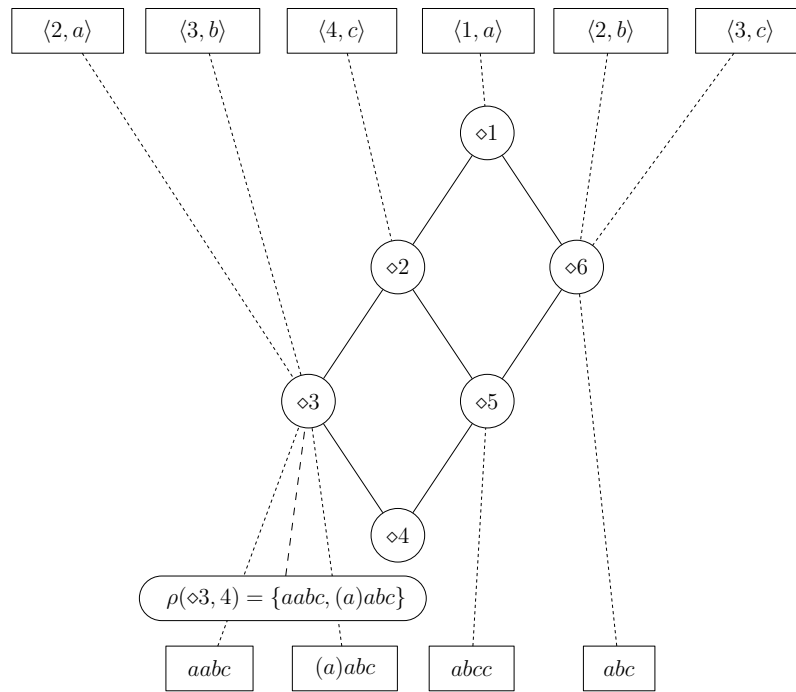 ⟨2, a⟩ ⟨3, b⟩ ⟨4, c⟩ ⟨1, a⟩ ⟨2, b⟩ ⟨3, c⟩
⋄1
⋄2 ⋄6
⋄3 ⋄5
⋄4
ρ(⋄3, 4) = {aabc, (a)abc}
aabc (a)abc abcc abc